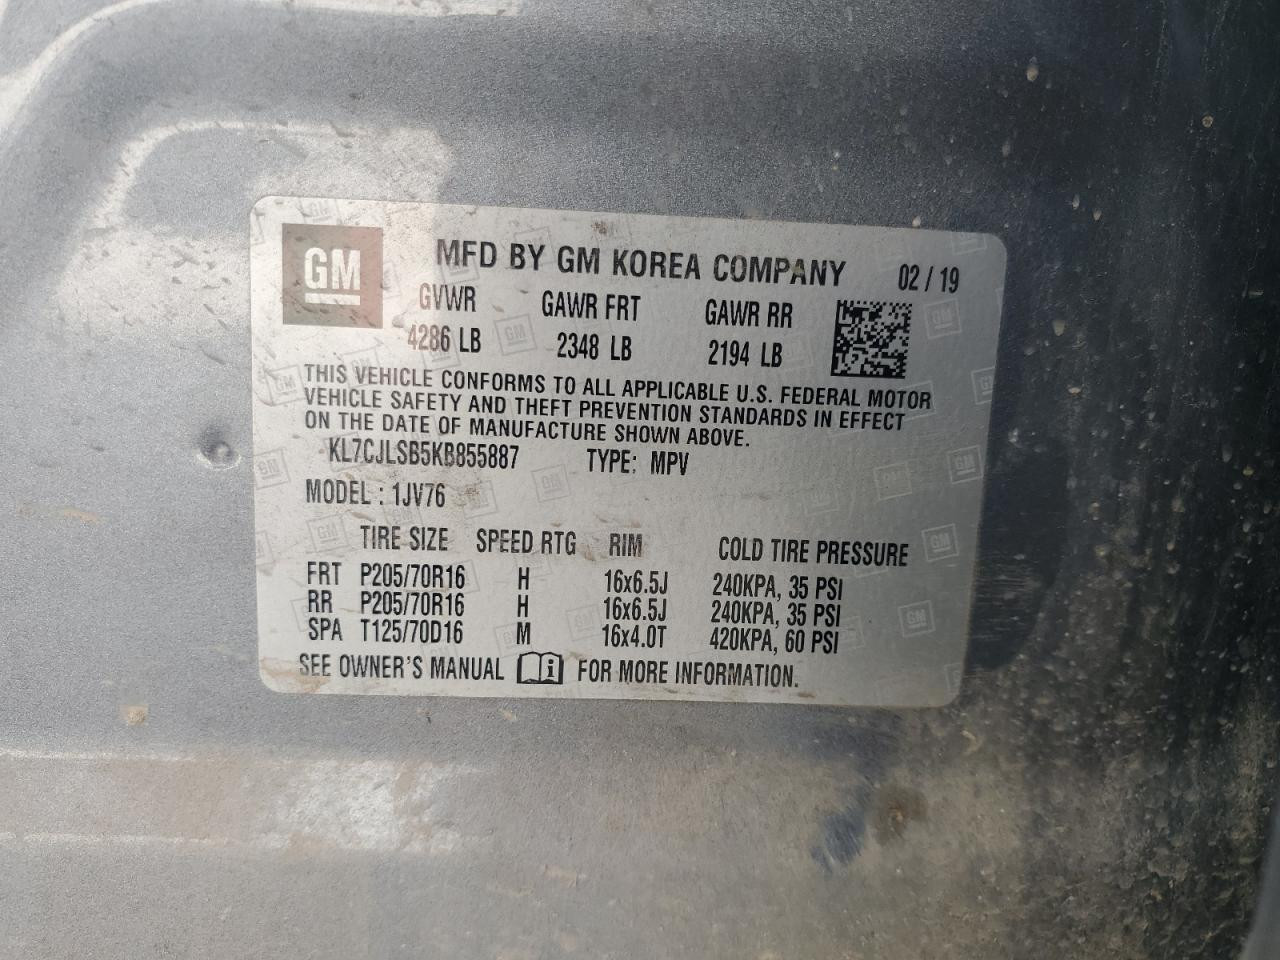 GM
MFD BY GM KOREA COMPANY 02 / 19
GVWR GAWR FRT GAWR RR
4286 LB 2348 LB 2194 LB
THIS VEHICLE CONFORMS TO ALL APPLICABLE U.S. FEDERAL MOTOR
VEHICLE SAFETY AND THEFT PREVENTION STANDARDS IN EFFECT
ON THE DATE OF MANUFACTURE SHOWN ABOVE.
KL7CJLSB5KB855887 TYPE: MPV
MODEL : 1JV76
TIRE SIZE SPEED RTG RIM COLD TIRE PRESSURE
FRT P205/70R16 H 16x6.5J 240KPA, 35 PSI
RR P205/70R16 H 16x6.5J 240KPA, 35 PSI
SPA T125/70D16 M 16x4.0T 420KPA, 60 PSI
SEE OWNER'S MANUAL FOR MORE INFORMATION.